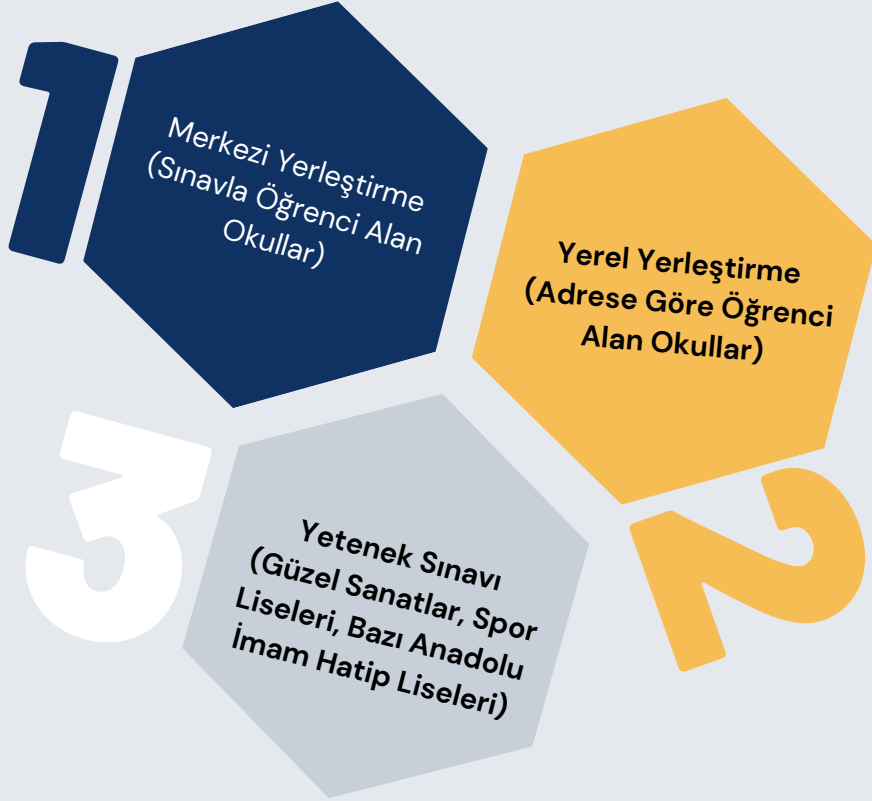 1
Merkezi Yerleştirme
(Sınavla Öğrenci Alan
Okullar)
2
Yerel Yerleştirme
(Adrese Göre Öğrenci
Alan Okullar)
3
Yetenek Sınavı
(Güzel Sanatlar, Spor
Liseleri, Bazı Anadolu
İmam Hatip Liseleri)